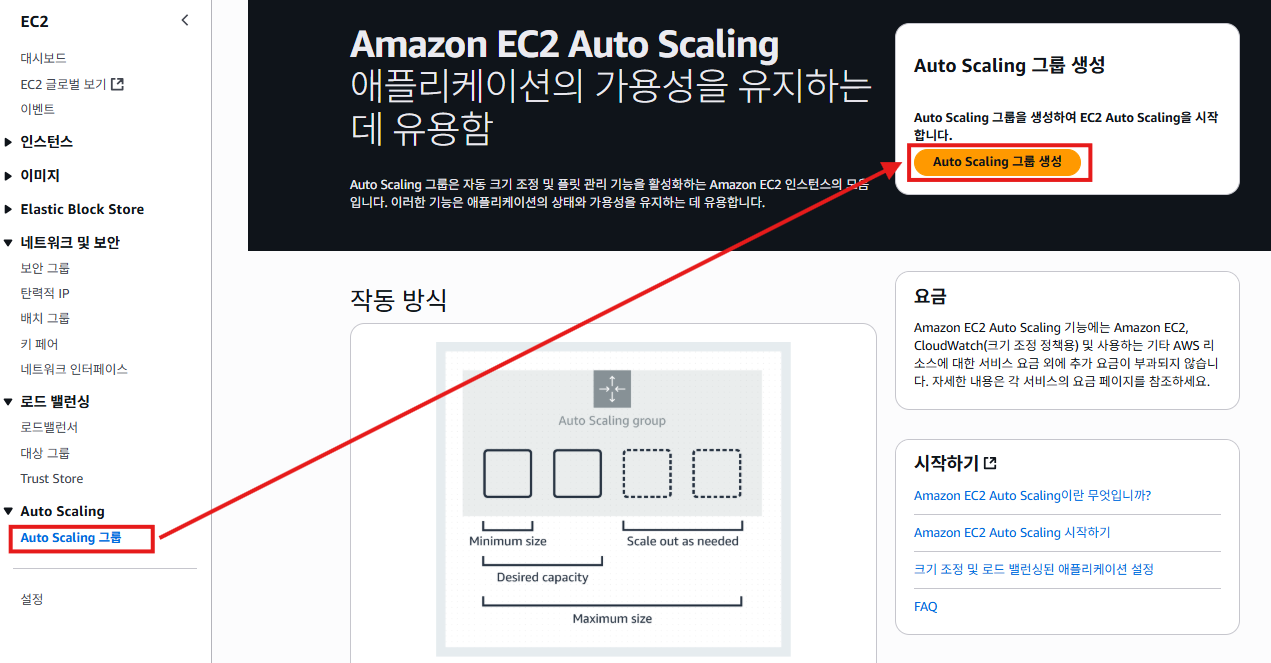 EC2
대시보드
EC2 글로벌 보기
이벤트
인스턴스
이미지
Elastic Block Store
네트워크 및 보안
보안 그룹
탄력적 IP
배치 그룹
키 페어
네트워크 인터페이스
로드 밸런싱
로드밸런서
대상 그룹
Trust Store
Auto Scaling
Auto Scaling 그룹
설정
Amazon EC2 Auto Scaling
애플리케이션의 가용성을 유지하는
데 유용함
Auto Scaling 그룹은 자동 크기 조정 및 플릿 관리 기능을 활성화하는 Amazon EC2 인스턴스의 모음
입니다. 이러한 기능은 애플리케이션의 상태와 가용성을 유지하는 데 유용합니다.
Auto Scaling 그룹 생성
Auto Scaling 그룹을 생성하여 EC2 Auto Scaling을 시작
합니다.
Auto Scaling 그룹 생성
작동 방식
Auto Scaling group
Minimum size
Scale out as needed
Desired capacity
Maximum size
요금
Amazon EC2 Auto Scaling 기능에는 Amazon EC2,
CloudWatch(크기 조정 정책용) 및 사용하는 기타 AWS 리
소스에 대한 서비스 요금 외에 추가 요금이 부과되지 않습니
다. 자세한 내용은 각 서비스의 요금 페이지를 참조하세요.
시작하기
Amazon EC2 Auto Scaling이란 무엇입니까?
Amazon EC2 Auto Scaling 시작하기
크기 조정 및 로드 밸런싱된 애플리케이션 설정
FAQ